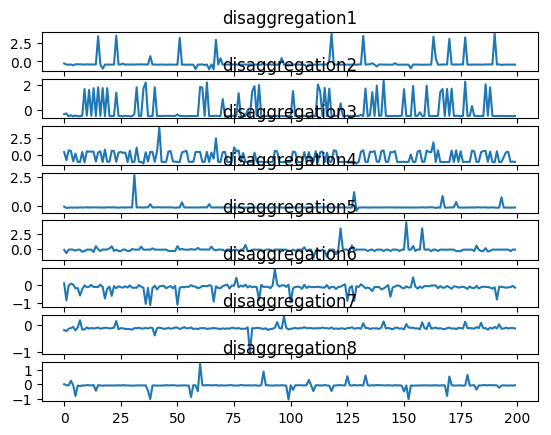 disaggregation1
2.5
0.0
disaggregation2
2
0
disaggregation3
2.5
0.0
disaggregation4
2.5
0.0
disaggregation5
2.5
0.0
disaggregation6
0
−1
disaggregation7
0
−1
disaggregation8
1
0
−1
0 25 50 75 100 125 150 175 200